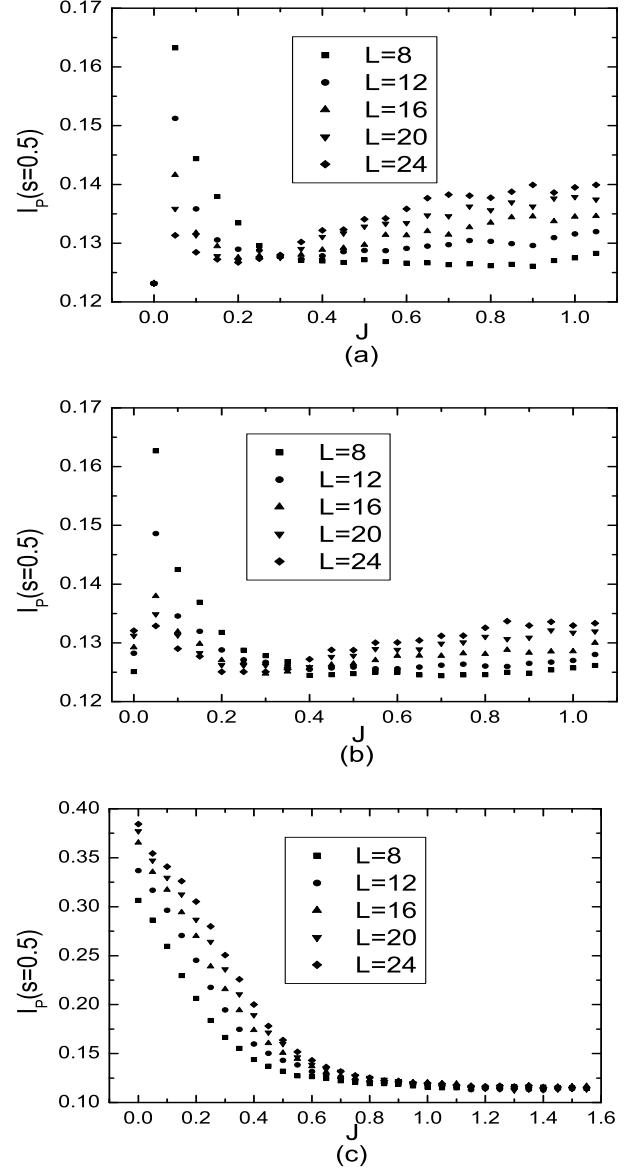 0.17
0.16
0.15
0.14
0.13
0.12
I_P(s=0.5)
L=8
L=12
L=16
L=20
L=24
0.0 0.2 0.4 0.6 0.8 1.0
J
(a)
0.17
0.16
0.15
0.14
0.13
0.12
I_P(s=0.5)
L=8
L=12
L=16
L=20
L=24
0.0 0.2 0.4 0.6 0.8 1.0
J
(b)
0.40
0.35
0.30
0.25
0.20
0.15
0.10
I_P(s=0.5)
L=8
L=12
L=16
L=20
L=24
0.0 0.2 0.4 0.6 0.8 1.0 1.2 1.4 1.6
J
(c)